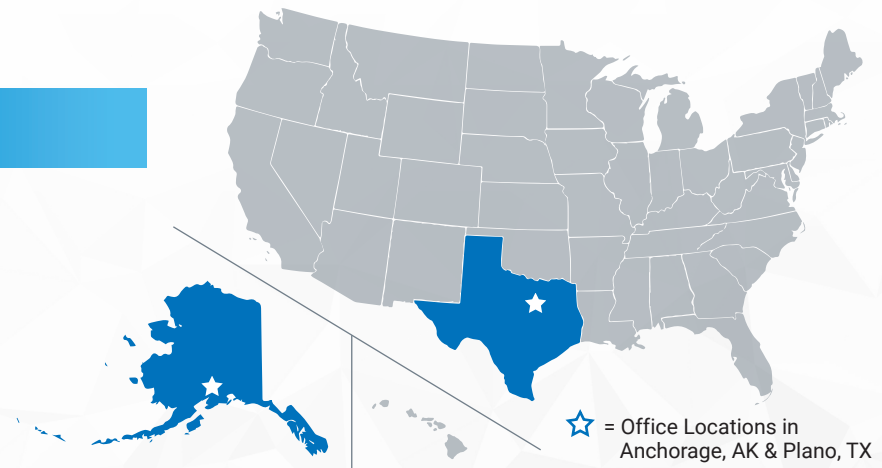 = Office Locations in
Anchorage, AK & Plano, TX